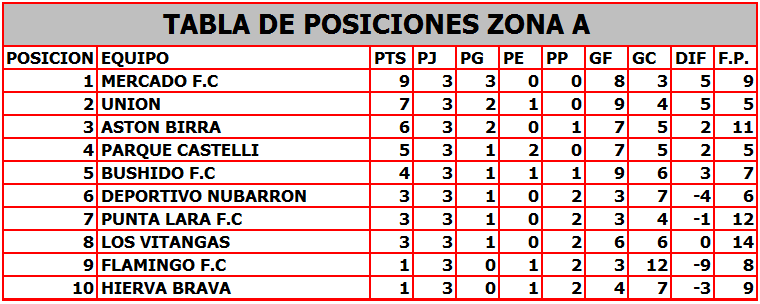 TABLA DE POSICIONES ZONA A
POSICION EQUIPO PTS PJ PG PE PP GF GC DIF F.P.
1 MERCADO F.C 9 3 3 0 0 8 3 5 9
2 UNION 7 3 2 1 0 9 4 5 5
3 ASTON BIRRA 6 3 2 0 1 7 5 2 11
4 PARQUE CASTELLI 5 3 1 2 0 7 5 2 5
5 BUSHIDO F.C 4 3 1 1 1 9 6 3 7
6 DEPORTIVO NUBARRON 3 3 1 0 2 3 7 -4 6
7 PUNTA LARA F.C 3 3 1 0 2 3 4 -1 12
8 LOS VITANGAS 3 3 1 0 2 6 6 0 14
9 FLAMINGO F.C 1 3 0 1 2 3 12 -9 8
10 HIERVA BRAVA 1 3 0 1 2 4 7 -3 9